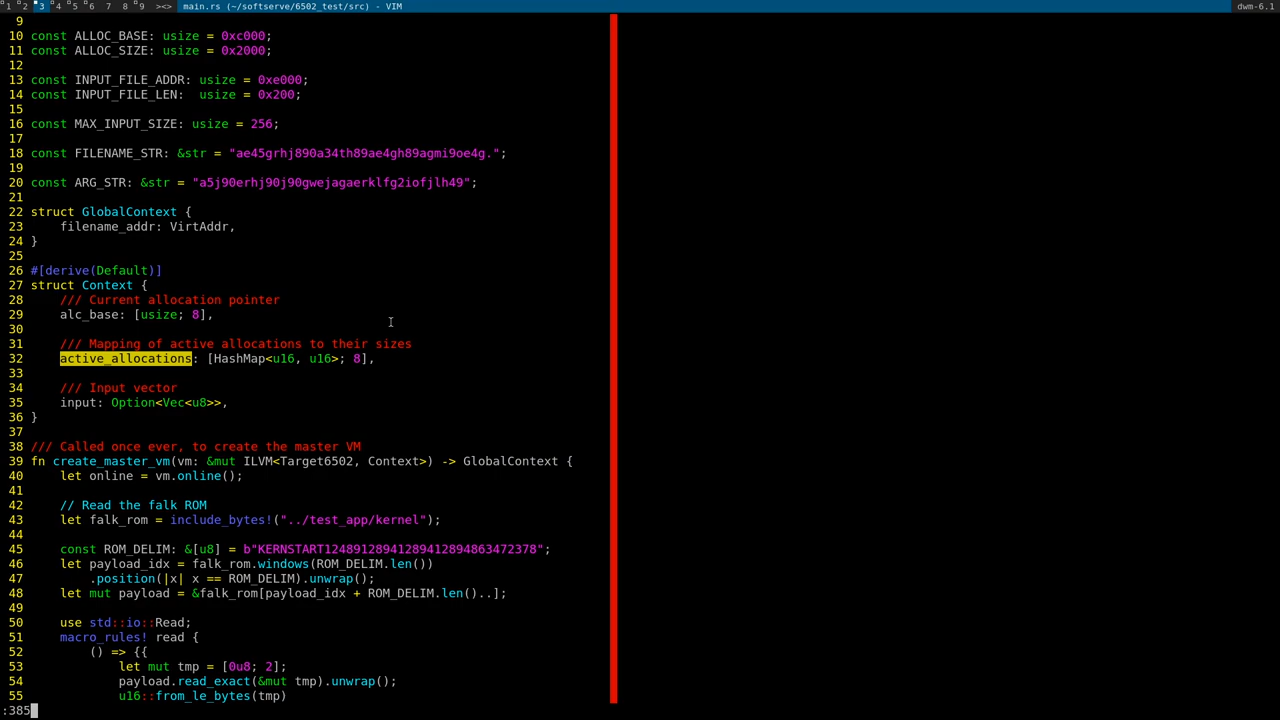 1 2 3 4 5 6 7 8 9 ><> main.rs (~/softserve/6502_test/src) - VIM dwm-6.1
9
10 const ALLOC_BASE: usize = 0xc000;
11 const ALLOC_SIZE: usize = 0x2000;
12
13 const INPUT_FILE_ADDR: usize = 0xe000;
14 const INPUT_FILE_LEN:  usize = 0x200;
15
16 const MAX_INPUT_SIZE: usize = 256;
17
18 const FILENAME_STR: &str = "ae45grhj890a34th89ae4gh89agmi9oe4g.";
19
20 const ARG_STR: &str = "a5j90erhj90j90gwejagaerklfg2iofjlh49";
21
22 struct GlobalContext {
23     filename_addr: VirtAddr,
24 }
25
26 #[derive(Default)]
27 struct Context {
28     /// Current allocation pointer
29     alc_base: [usize; 8],
30
31     /// Mapping of active allocations to their sizes
32     active_allocations: [HashMap<u16, u16>; 8],
33
34     /// Input vector
35     input: Option<Vec<u8>>,
36 }
37
38 /// Called once ever, to create the master VM
39 fn create_master_vm(vm: &mut ILVM<Target6502, Context>) -> GlobalContext {
40     let online = vm.online();
41
42     // Read the falk ROM
43     let falk_rom = include_bytes!("../test_app/kernel");
44
45     const ROM_DELIM: &[u8] = b"KERNSTART12489128941289412894863472378";
46     let payload_idx = falk_rom.windows(ROM_DELIM.len())
47         .position(|x| x == ROM_DELIM).unwrap();
48     let mut payload = &falk_rom[payload_idx + ROM_DELIM.len()..];
49
50     use std::io::Read;
51     macro_rules! read {
52         () => {{
53             let mut tmp = [0u8; 2];
54             payload.read_exact(&mut tmp).unwrap();
55             u16::from_le_bytes(tmp)
:385